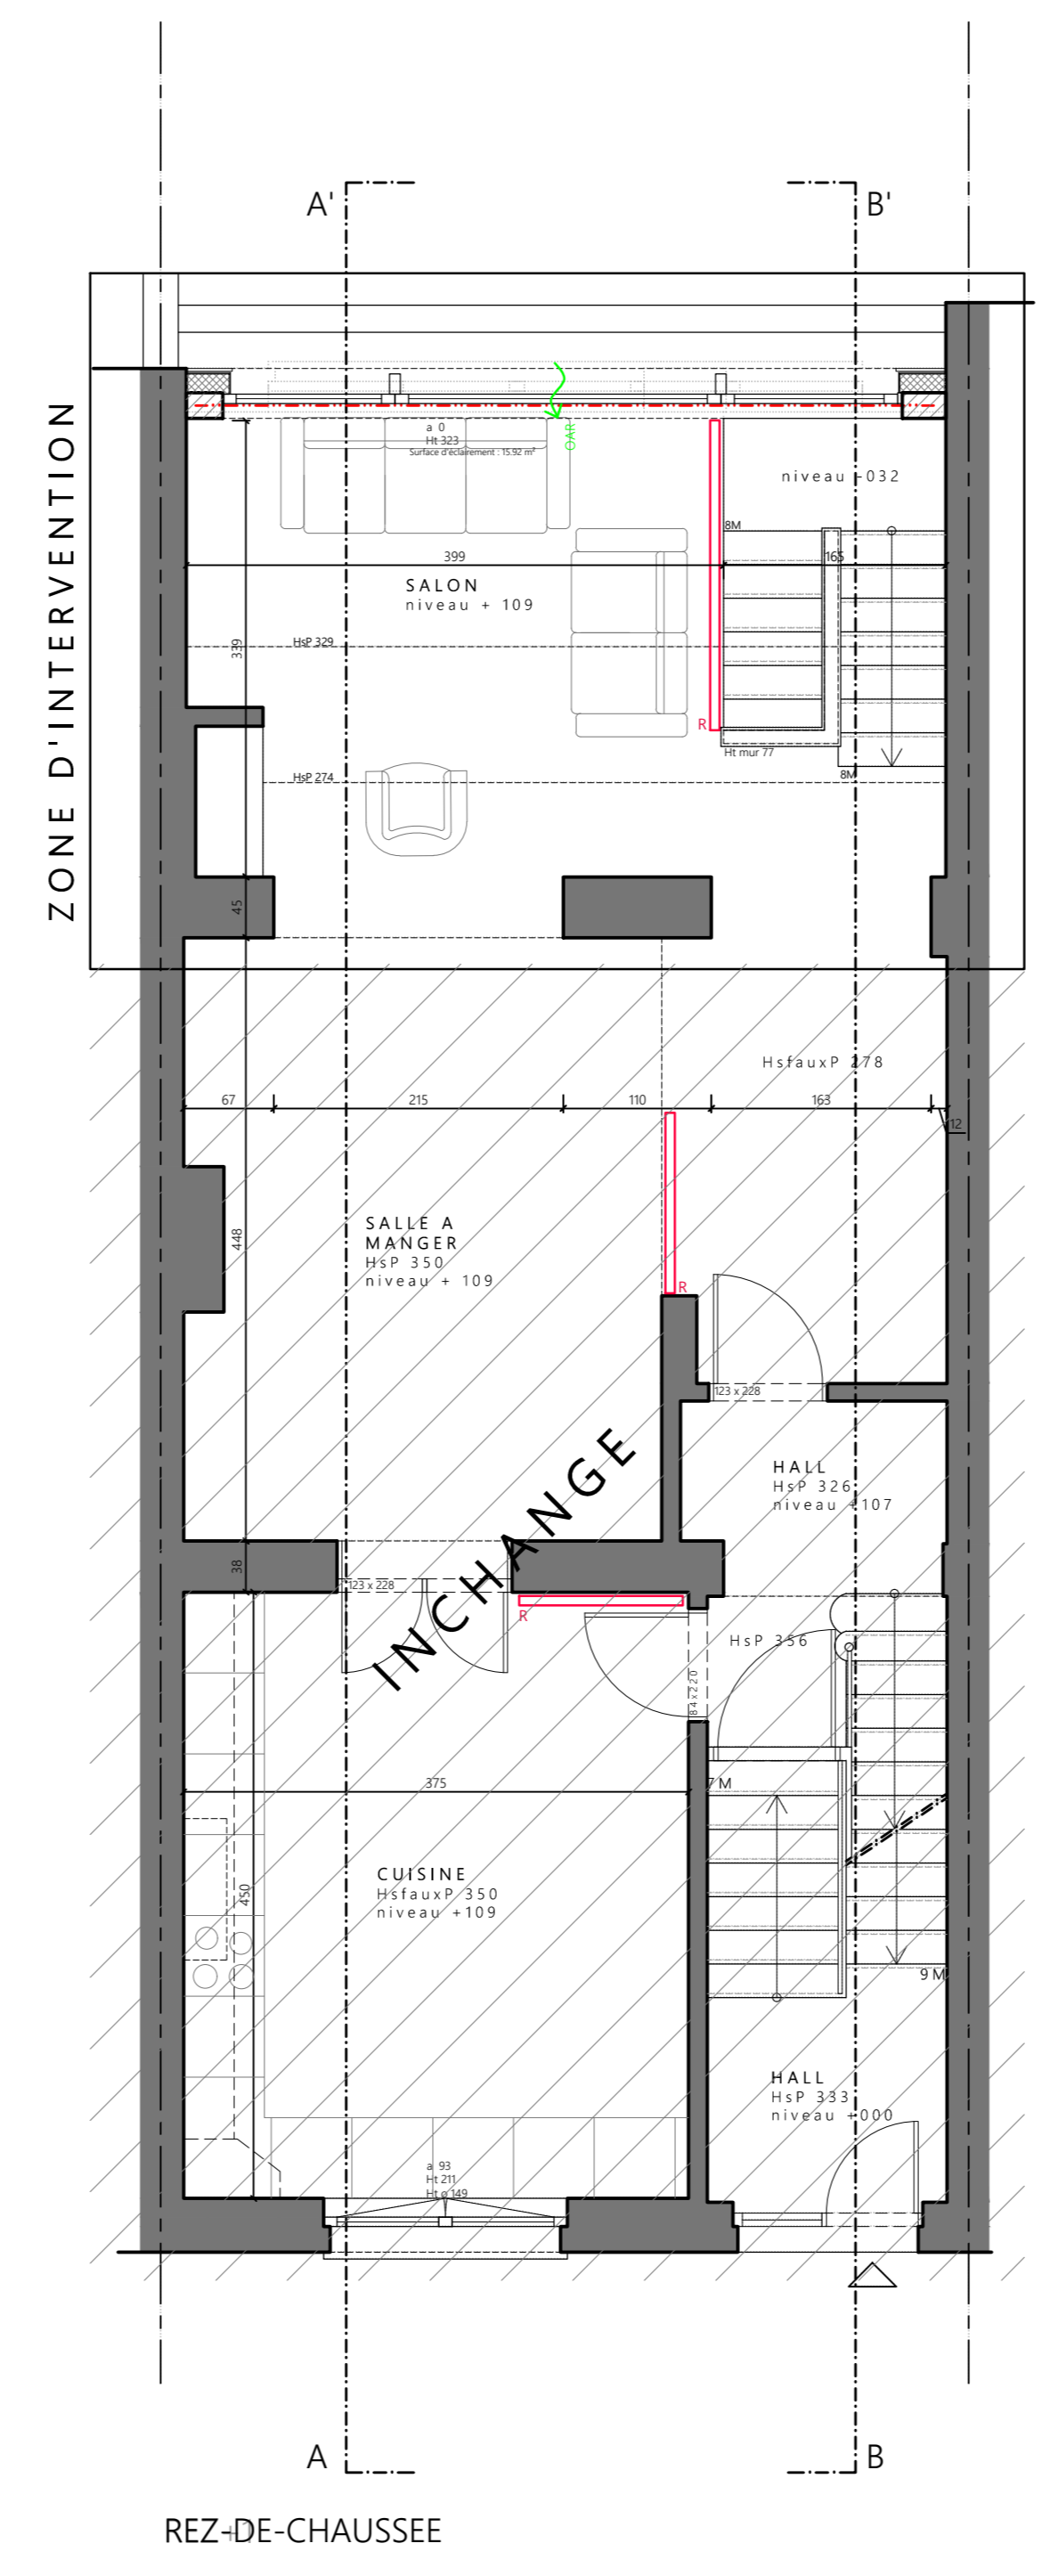 A'
B'
ZONE D'INTERVENTION
a 0
Ht 323
Surface d'éclairement : 15.92 m²
OAR
niveau -032
8M
399
165
SALON
niveau + 109
339
HsP 329
R
Ht mur 77
HsP 274
8M
45
HsfauxP 278
67
215
110
163
12
SALLE A
MANGER
HsP 350
niveau + 109
448
R
123 x 228
HALL
HsP 326
niveau +107
INCHANGE
38
123 x 228
R
HsP 356
84x220
7M
375
CUISINE
HsfauxP 350
niveau +109
450
9M
HALL
HsP 333
niveau +000
a 93
Ht 211
Ht o 149
A
B
REZ-DE-CHAUSSEE